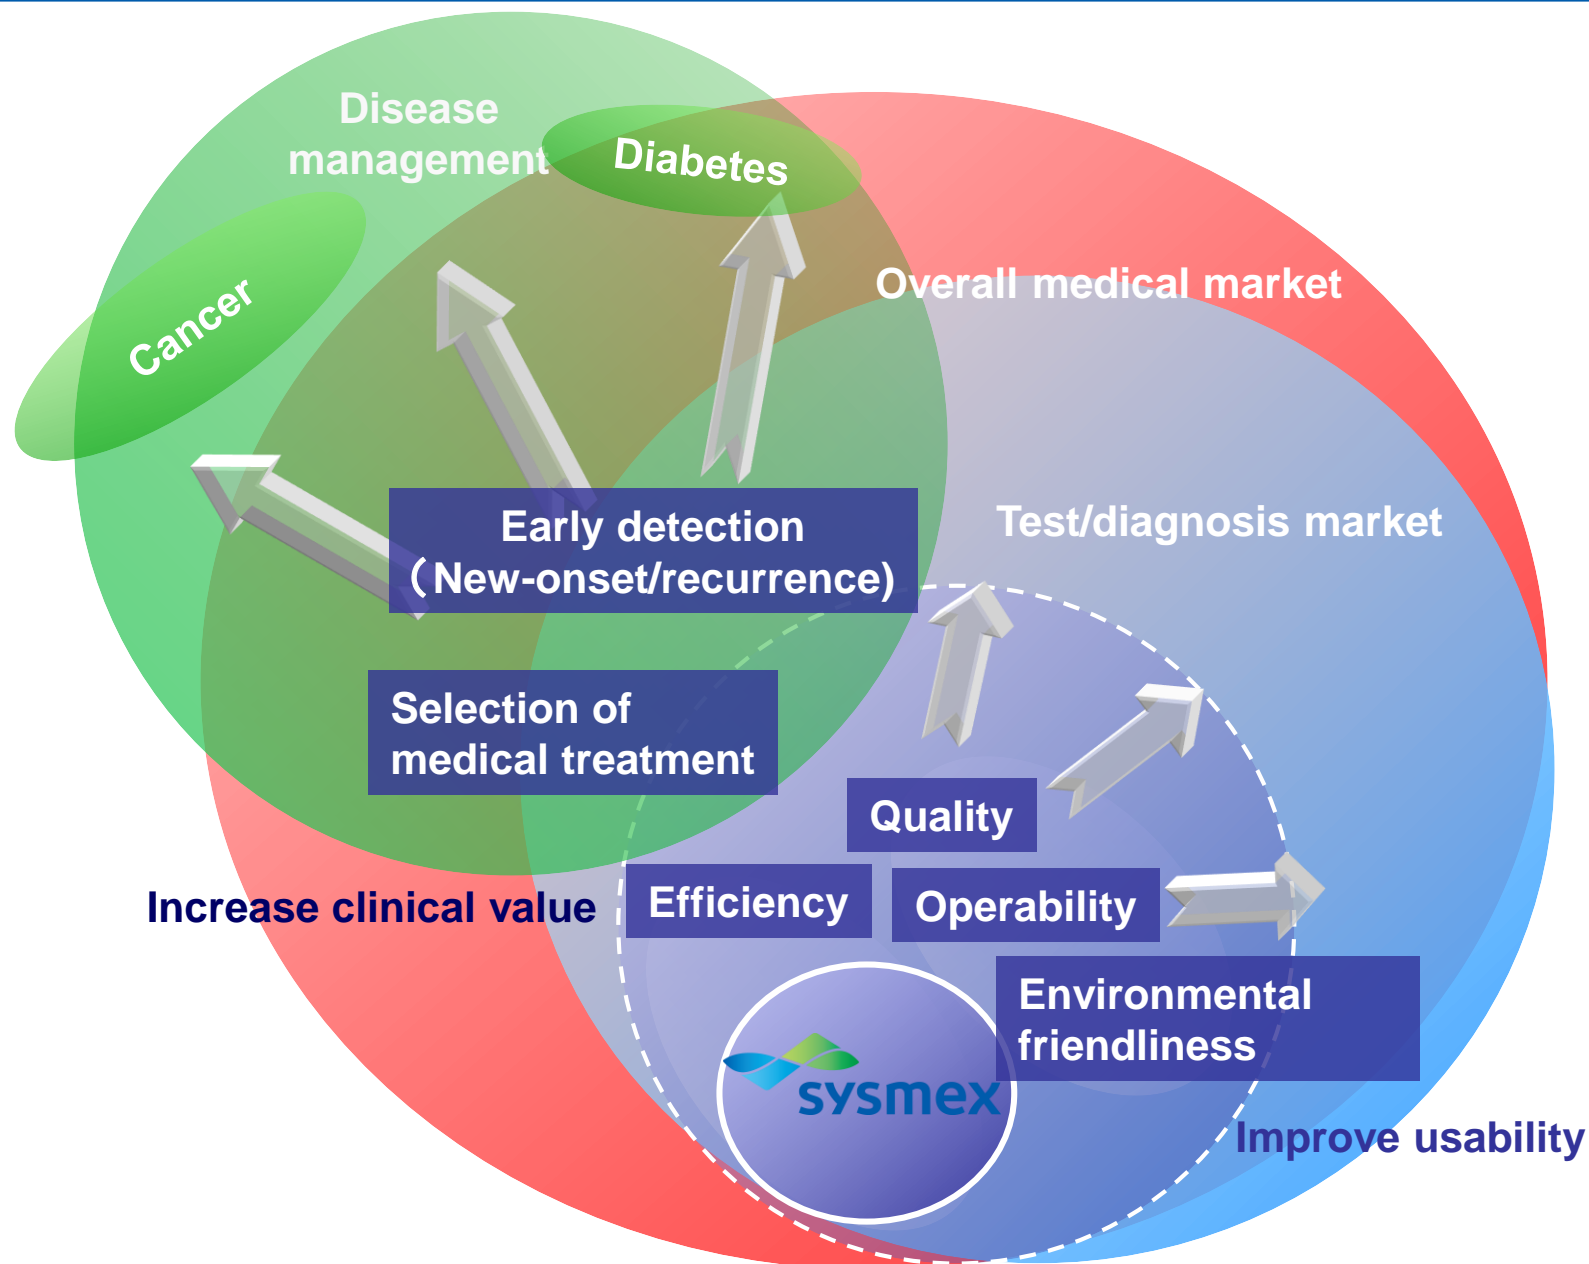 Disease
management
Diabetes
Cancer
Overall medical market
Early detection
（New-onset/recurrence)
Test/diagnosis market
Selection of
medical treatment
Quality
Increase clinical value
Efficiency
Operability
Environmental
friendliness
sysmex
Improve usability